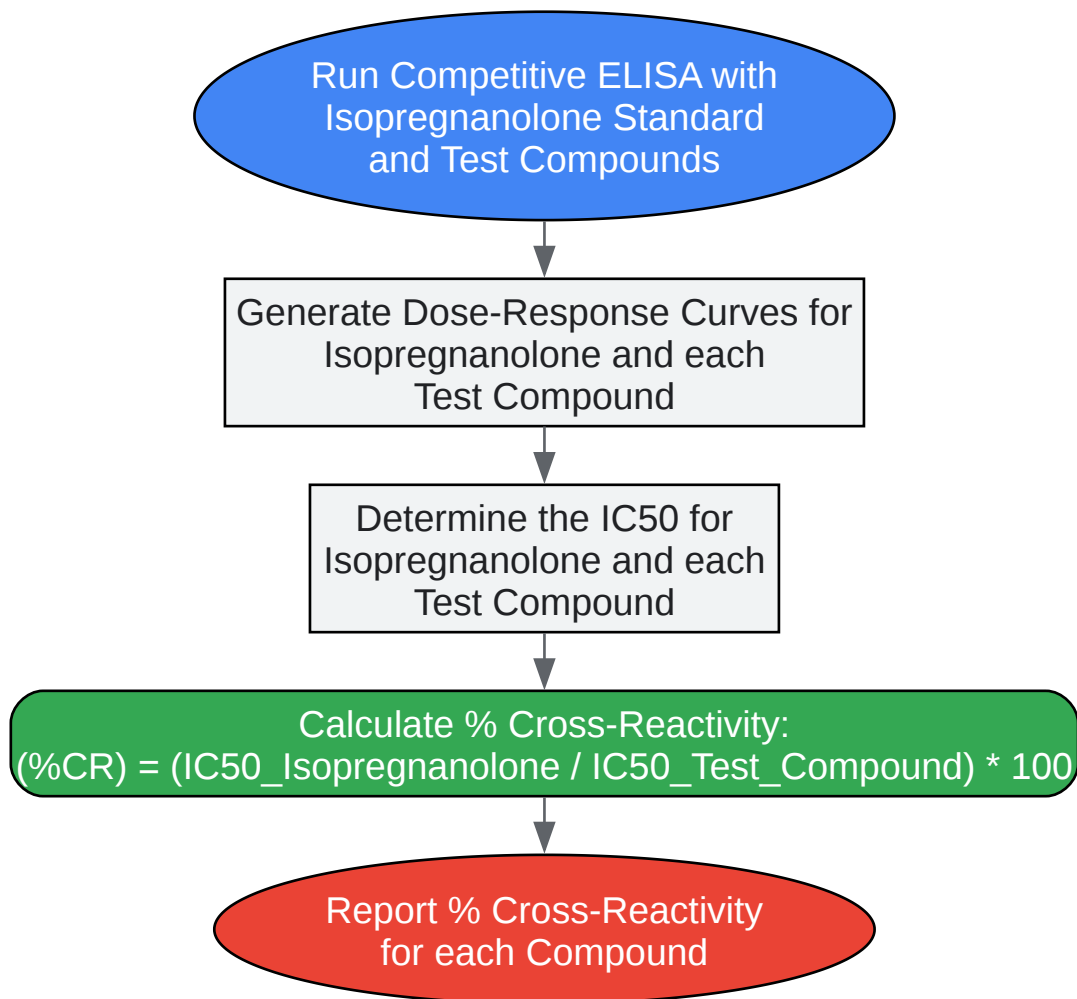 Run Competitive ELISA with
Isopregnanolone Standard
and Test Compounds
Generate Dose-Response Curves for
Isopregnanolone and each
Test Compound
Determine the IC50 for
Isopregnanolone and each
Test Compound
Calculate % Cross-Reactivity:
(%CR) = (IC50_Isopregnanolone / IC50_Test_Compound) * 100
Report % Cross-Reactivity
for each Compound